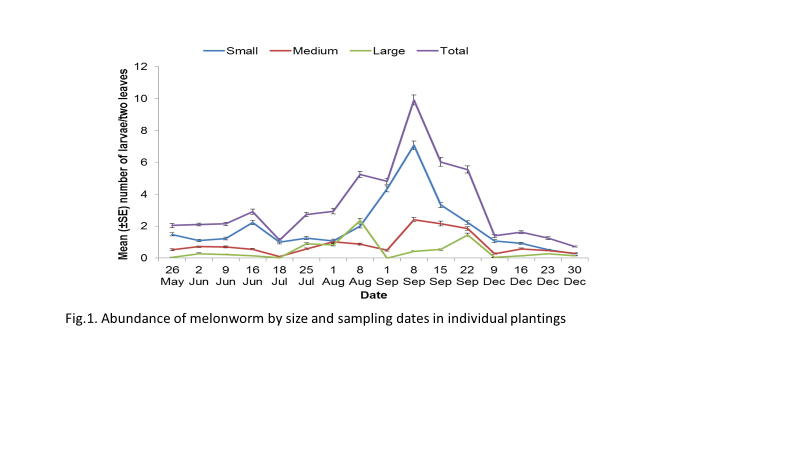 Small Medium Large Total
12
10
8
6
4
2
0
Mean (±SE) number of larvae/two leaves
26 2 9 16 18 25 1 8 1 8 15 22 9 16 23 30
May Jun Jun Jun Jul Jul Aug Aug Sep Sep Sep Sep Dec Dec Dec Dec
Date
Fig.1. Abundance of melonworm by size and sampling dates in individual plantings